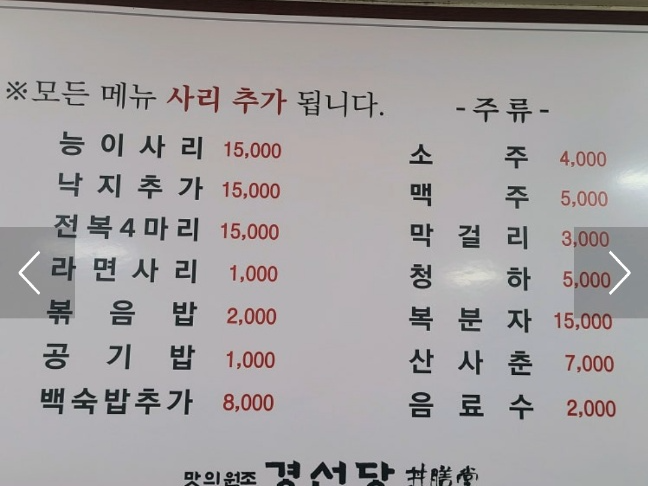 ※모든 메뉴 사리 추가 됩니다.
능이사리 15,000
낙지추가 15,000
전복4마리 15,000
라면사리 1,000
볶음밥 2,000
공기밥 1,000
백숙밥추가 8,000
-주류-
소주 4,000
맥주 5,000
막걸리 3,000
청하 5,000
복분자 15,000
산사춘 7,000
음료수 2,000
맛의원조 경선당 井膳堂